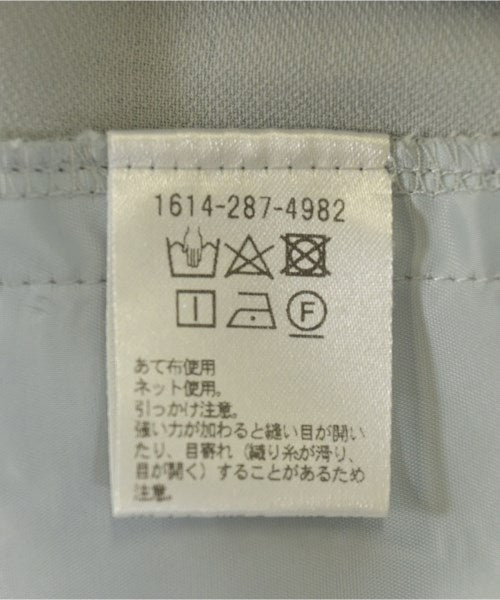 1614-287-4982
F
あて布使用
ネット使用。
引っかけ注意。
強い力が加わると縫い目が開い
たり、目寄れ（織り糸が滑り、
目が開く）することがあるため
注意。